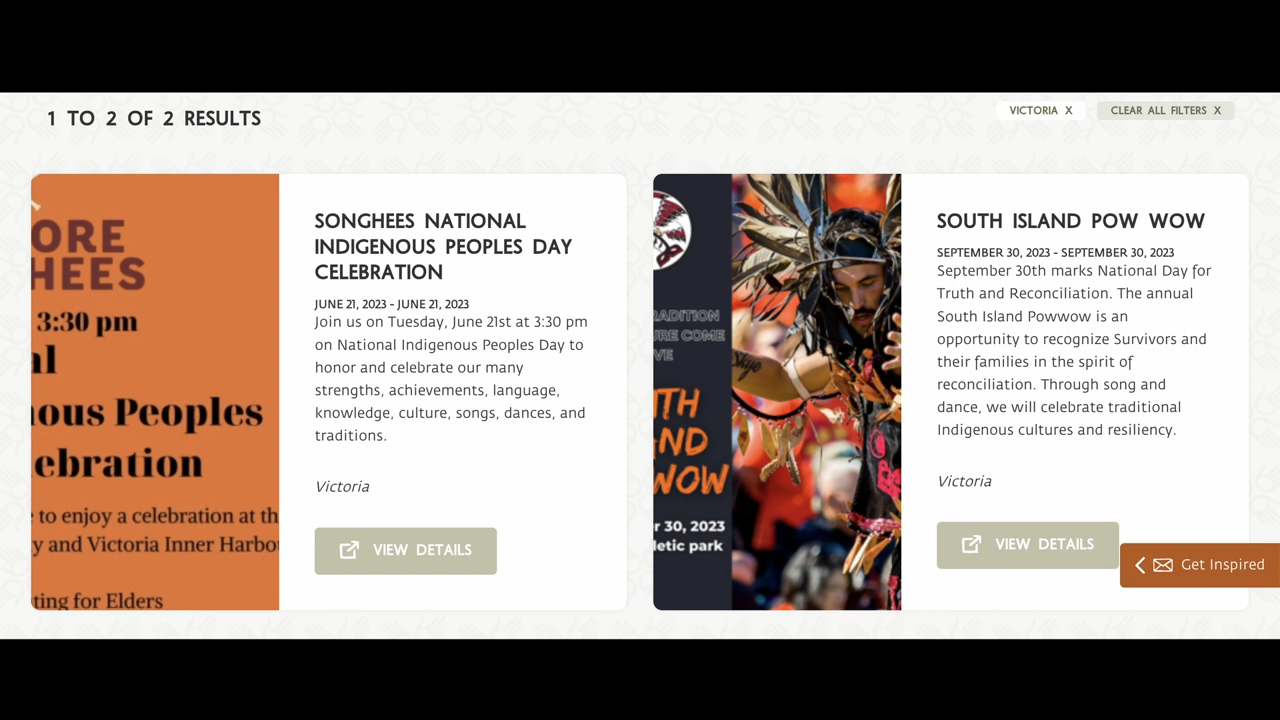 1 TO 2 OF 2 RESULTS
VICTORIA X
CLEAR ALL FILTERS X
ORE
HEES
3:30 pm
al
nous Peoples
ebration
to enjoy a celebration at th
y and Victoria Inner Harbou
ting for Elders
SONGHEES NATIONAL
INDIGENOUS PEOPLES DAY
CELEBRATION
JUNE 21, 2023 - JUNE 21, 2023
Join us on Tuesday, June 21st at 3:30 pm
on National Indigenous Peoples Day to
honor and celebrate our many
strengths, achievements, language,
knowledge, culture, songs, dances, and
traditions.
Victoria
VIEW DETAILS
RADITION
URE COME
VE
TH
AND
WOW
r 30, 2023
letic park
SOUTH ISLAND POW WOW
SEPTEMBER 30, 2023 - SEPTEMBER 30, 2023
September 30th marks National Day for
Truth and Reconciliation. The annual
South Island Powwow is an
opportunity to recognize Survivors and
their families in the spirit of
reconciliation. Through song and
dance, we will celebrate traditional
Indigenous cultures and resiliency.
Victoria
VIEW DETAILS
Get Inspired